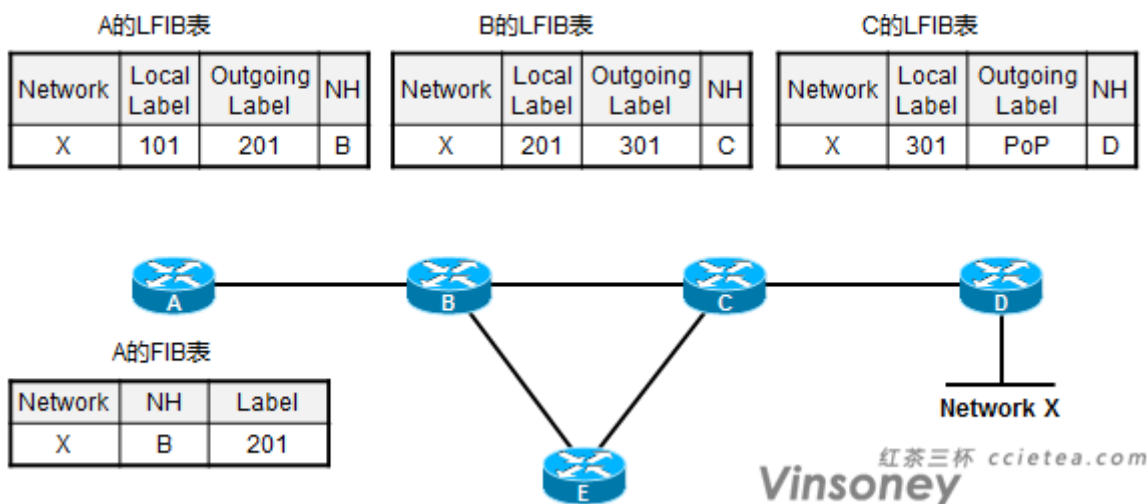 A的LFIB表
Network Local Label Outgoing Label NH
X 101 201 B
B的LFIB表
Network Local Label Outgoing Label NH
X 201 301 C
C的LFIB表
Network Local Label Outgoing Label NH
X 301 PoP D
A B C D
A的FIB表
Network NH Label
X B 201
E
Network X
红茶三杯 ccietea.com
Vinsoney